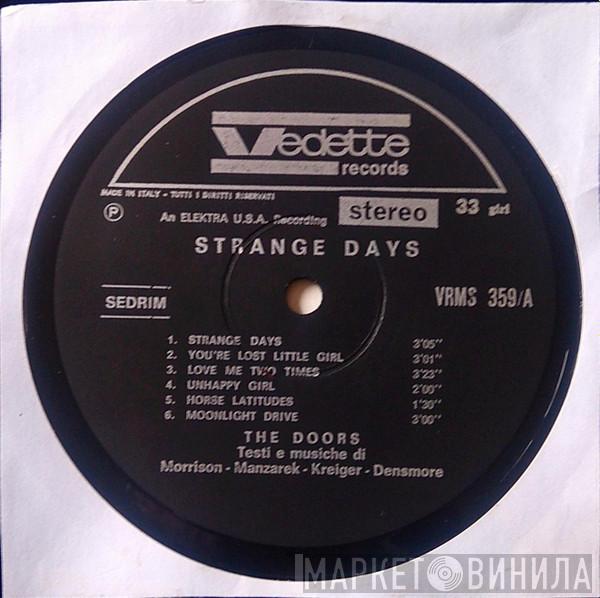 Vedette
records
MADE IN ITALY - TUTTI I DIRITTI RISERVATI
P
An ELEKTRA U.S.A. Recording
stereo
33 giri
STRANGE DAYS
SEDRIM
VRMS 359/A
1. STRANGE DAYS 3'05"
2. YOU'RE LOST LITTLE GIRL 3'01"
3. LOVE ME TWO TIMES 3'23"
4. UNHAPPY GIRL 2'00"
5. HORSE LATITUDES 1'30"
6. MOONLIGHT DRIVE 3'00"
THE DOORS
Testi e musiche di
Morrison - Manzarek - Kreiger - Densmore
МАРКЕТ ВИНИЛА